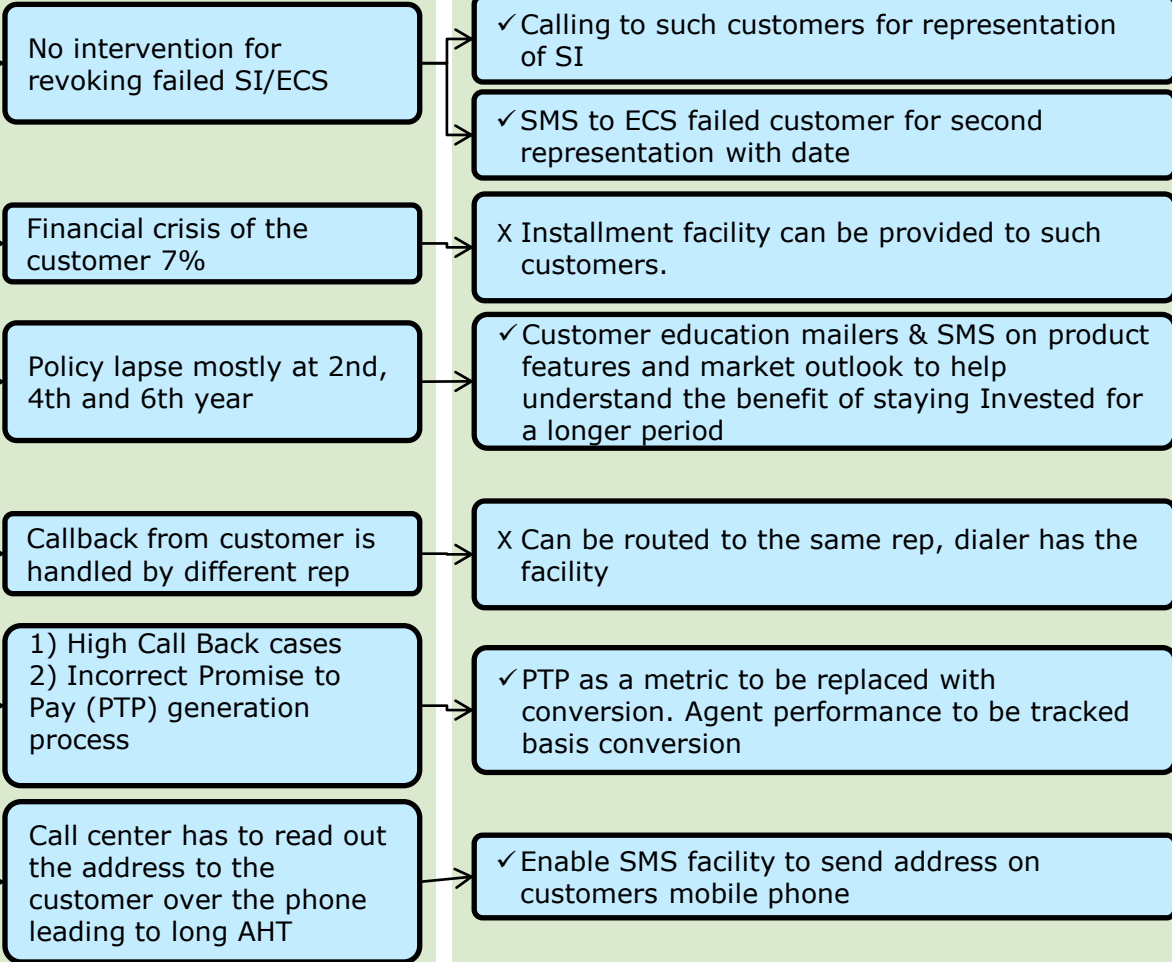 No intervention for
revoking failed SI/ECS
✓ Calling to such customers for representation
of SI
✓ SMS to ECS failed customer for second
representation with date
Financial crisis of the
customer 7%
X Installment facility can be provided to such
customers.
Policy lapse mostly at 2nd,
4th and 6th year
✓ Customer education mailers & SMS on product
features and market outlook to help
understand the benefit of staying Invested for
a longer period
Callback from customer is
handled by different rep
X Can be routed to the same rep, dialer has the
facility
1) High Call Back cases
2) Incorrect Promise to
Pay (PTP) generation
process
✓ PTP as a metric to be replaced with
conversion. Agent performance to be tracked
basis conversion
Call center has to read out
the address to the
customer over the phone
leading to long AHT
✓ Enable SMS facility to send address on
customers mobile phone